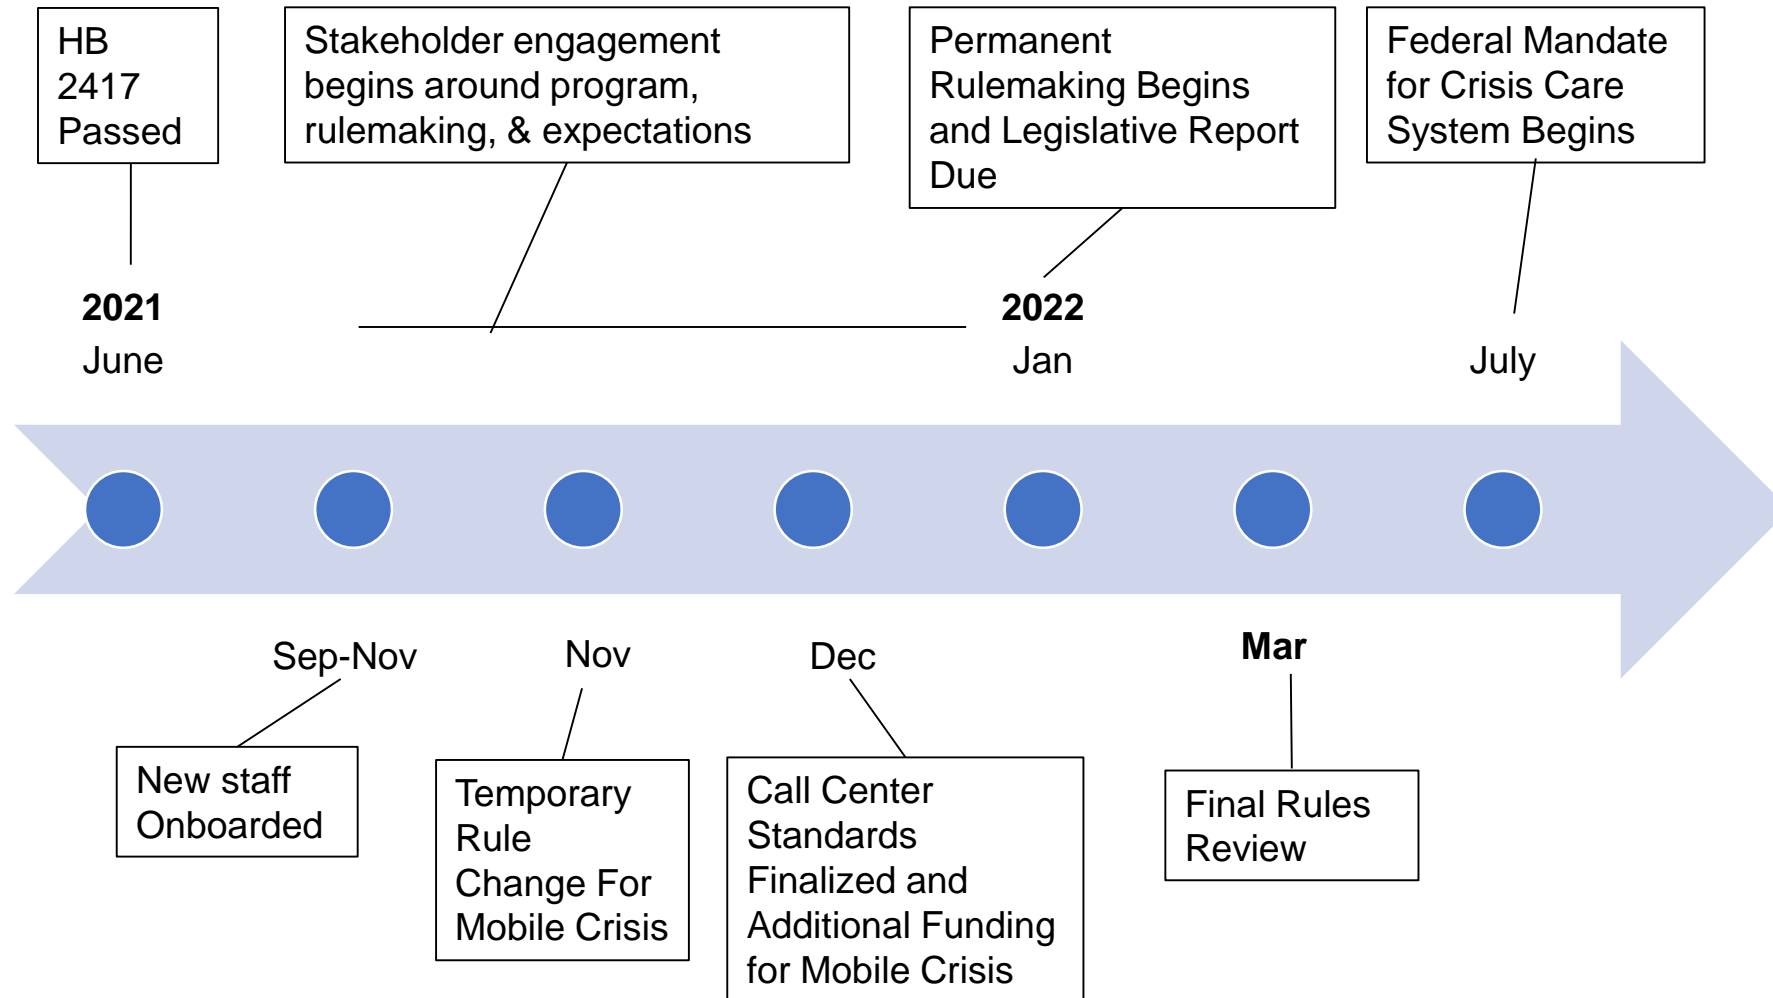 HB
2417
Passed
Stakeholder engagement
begins around program,
rulemaking, & expectations
Permanent
Rulemaking Begins
and Legislative Report
Due
Federal Mandate
for Crisis Care
System Begins
2021
June
2022
Jan
July
Sep-Nov
Nov
Dec
Mar
New staff
Onboarded
Temporary
Rule
Change For
Mobile Crisis
Call Center
Standards
Finalized and
Additional Funding
for Mobile Crisis
Final Rules
Review